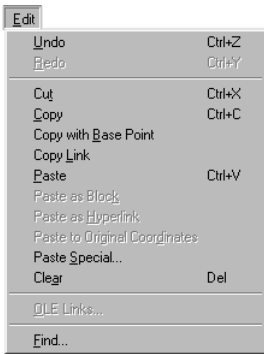 Edit
Undo Ctrl+Z
Redo Ctrl+Y
Cut Ctrl+X
Copy Ctrl+C
Copy with Base Point
Copy Link
Paste Ctrl+V
Paste as Block
Paste as Hyperlink
Paste to Original Coordinates
Paste Special...
Clear Del
OLE Links...
Find...